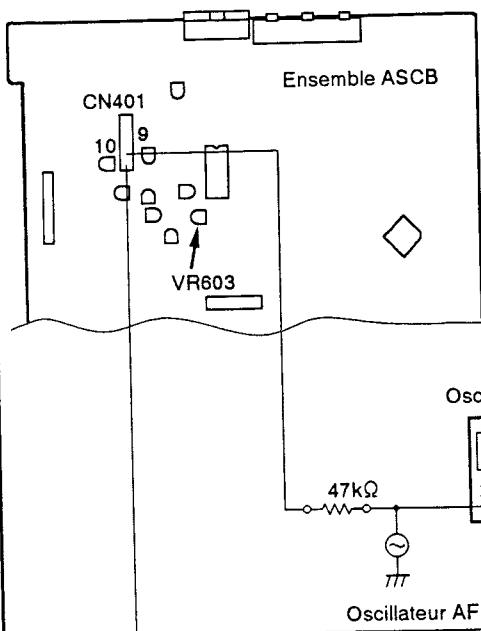 Ensemble ASCB
CN401
10 9
VR603
Osc
47kΩ
Oscillateur AF